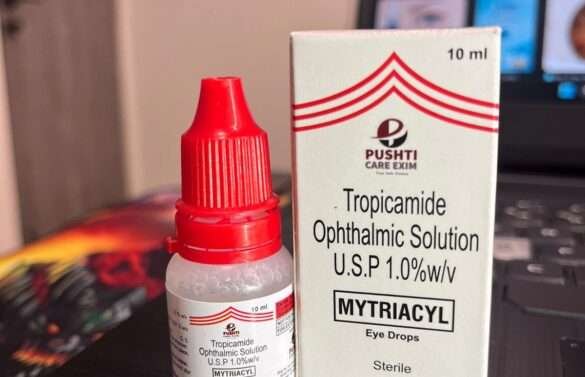 10 ml
PUSHTI
CARE EXIM
Tropicamide
Ophthalmic Solution
U.S.P 1.0%w/v
MYTRIACYL
Eye Drops
Sterile
10 ml
PUSHTI
Tropicamide
Ophthalmic Solution
U.S.P 1.0%w/v
MYTRIACYL